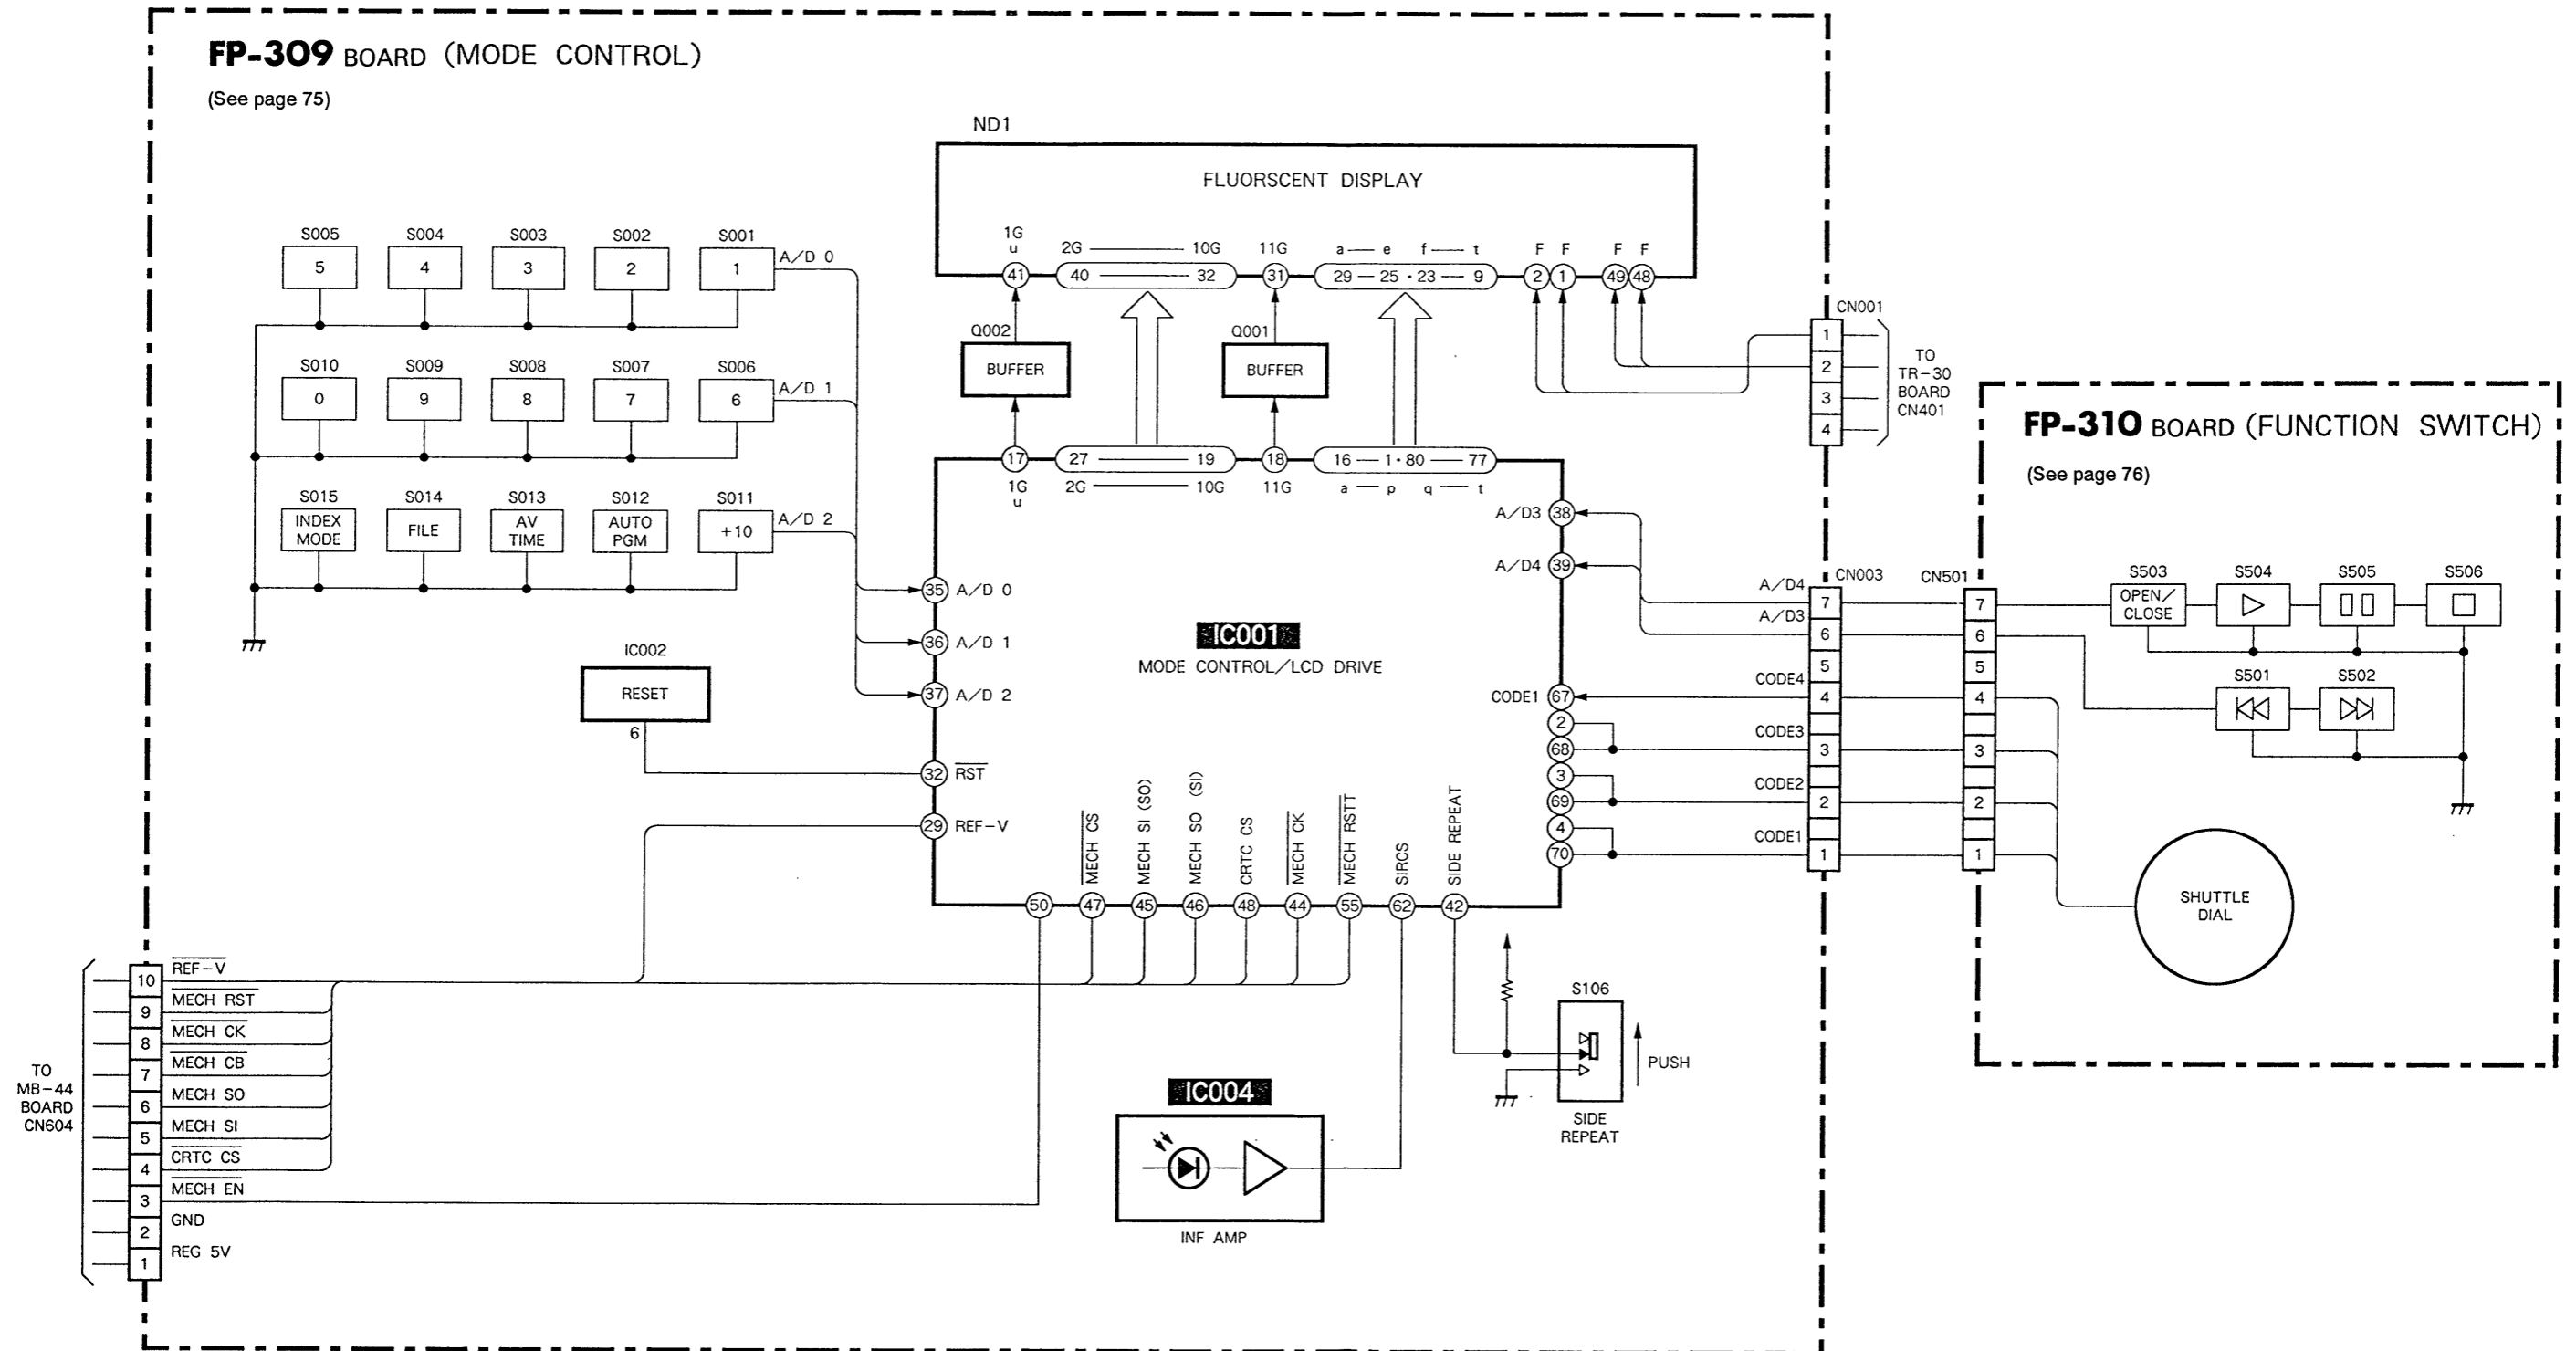 FP-309 BOARD (MODE CONTROL)
(See page 75)
ND1
FLUORSCENT DISPLAY
1G
u
2G 10G
11G
a e f t
F F
F F
41
40 32
31
29 25 · 23 9
2 1
49 48
S005 S004 S003 S002 S001
5 4 3 2 1
A/D 0
S010 S009 S008 S007 S006
0 9 8 7 6
A/D 1
S015 S014 S013 S012 S011
INDEX MODE
FILE
AV TIME
AUTO PGM
+10
A/D 2
Q002
BUFFER
Q001
BUFFER
CN001
1
2
3
4
TO
TR-30
BOARD
CN401
17
27 19
18
16 1 · 80 77
1G
u
2G 10G
11G
a p q t
35 A/D 0
36 A/D 1
37 A/D 2
IC002
RESET
6
32 RST
29 REF-V
IC001
MODE CONTROL/LCD DRIVE
A/D3 38
A/D4 39
CODE1 67
2
68
3
69
4
70
MECH CS
MECH SI (SO)
MECH SO (SI)
CRTC CS
MECH CK
MECH RSTT
SIRCS
SIDE REPEAT
50 47 45 46 48 44 55 62 42
A/D4
A/D3
CODE4
CODE3
CODE2
CODE1
CN003
7
6
5
4
3
2
1
CN501
7
6
5
4
3
2
1
FP-310 BOARD (FUNCTION SWITCH)
(See page 76)
S503 S504 S505 S506
OPEN/
CLOSE
S501 S502
SHUTTLE
DIAL
TO
MB-44
BOARD
CN604
10 REF-V
9 MECH RST
8 MECH CK
7 MECH CB
6 MECH SO
5 MECH SI
4 CRTC CS
3 MECH EN
2 GND
1 REG 5V
IC004
INF AMP
S106
PUSH
SIDE
REPEAT